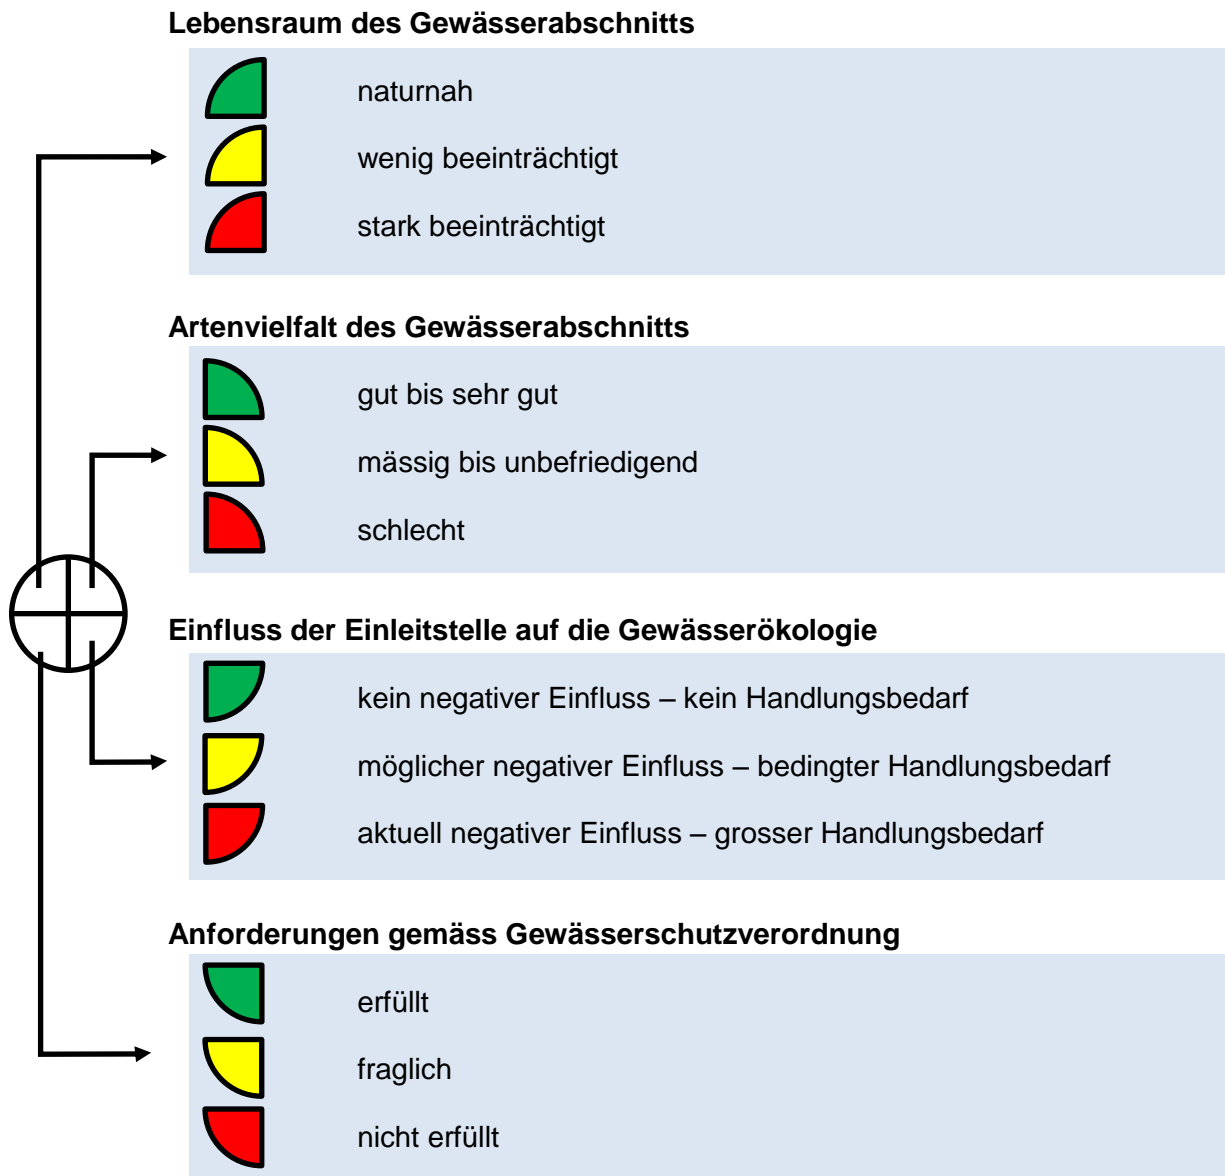 Lebensraum des Gewässerabschnitts
naturnah
wenig beeinträchtigt
stark beeinträchtigt
Artenvielfalt des Gewässerabschnitts
gut bis sehr gut
mässig bis unbefriedigend
schlecht
Einfluss der Einleitstelle auf die Gewässerökologie
kein negativer Einfluss – kein Handlungsbedarf
möglicher negativer Einfluss – bedingter Handlungsbedarf
aktuell negativer Einfluss – grosser Handlungsbedarf
Anforderungen gemäss Gewässerschutzverordnung
erfüllt
fraglich
nicht erfüllt